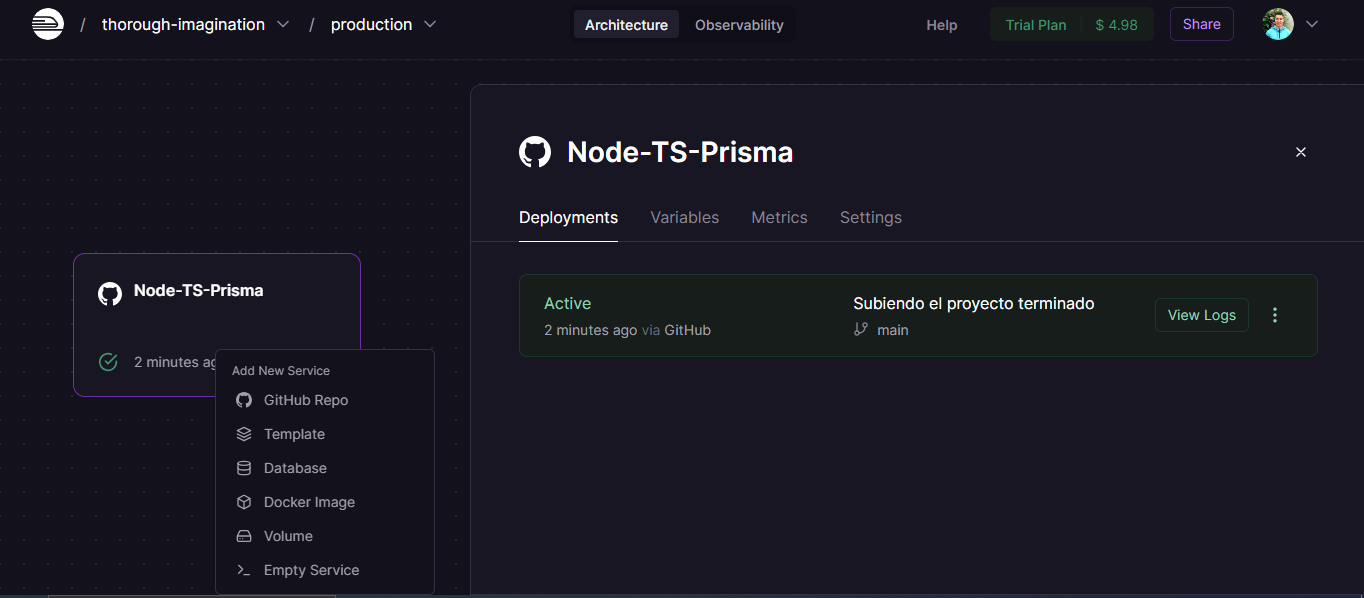 / thorough-imagination / production
Architecture Observability
Help
Trial Plan $ 4.98
Share
Node-TS-Prisma
Deployments Variables Metrics Settings
Active
2 minutes ago via GitHub
Subiendo el proyecto terminado
main
View Logs
Node-TS-Prisma
2 minutes ag
Add New Service
GitHub Repo
Template
Database
Docker Image
Volume
Empty Service